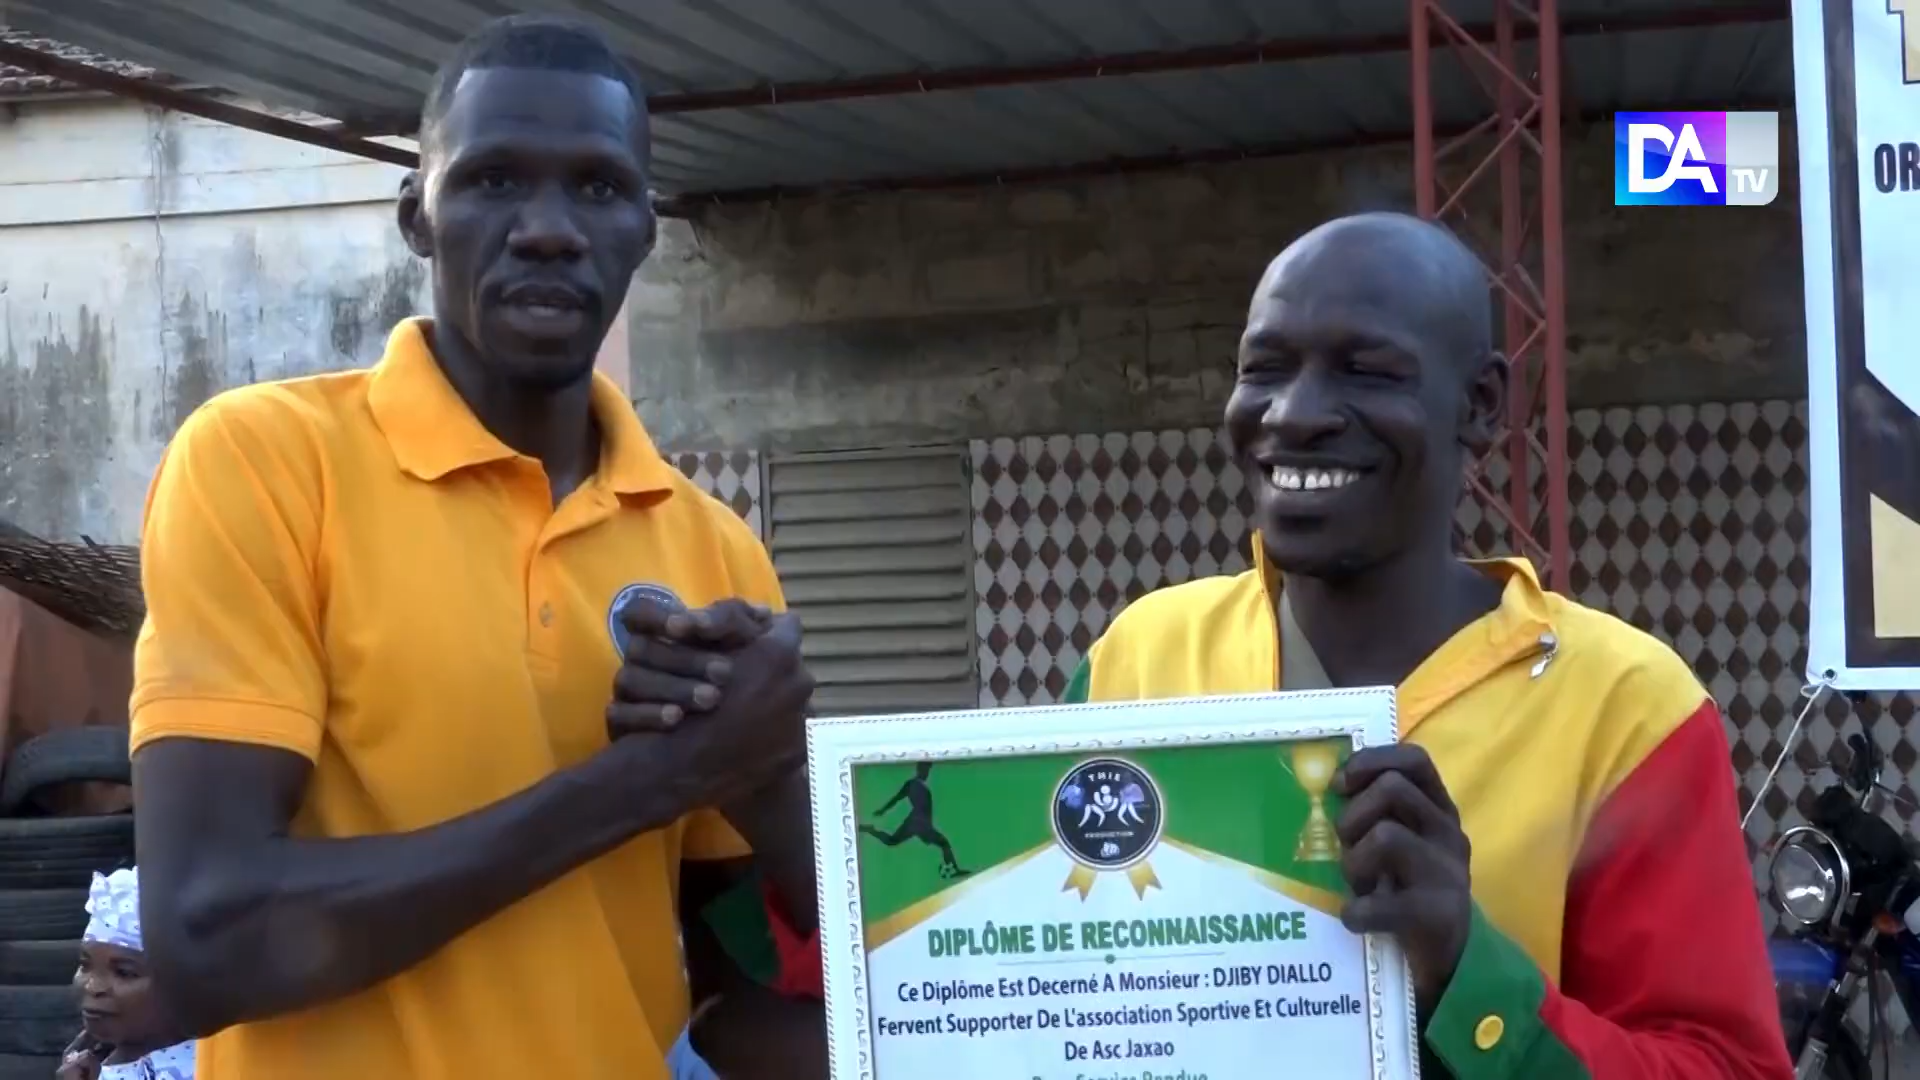 DA TV
OR
THIE
PRODUCTION
DIPLÔME DE RECONNAISSANCE
Ce Diplôme Est Decerné A Monsieur : DJIBY DIALLO
Fervent Supporter De L'association Sportive Et Culturelle
De Asc Jaxao